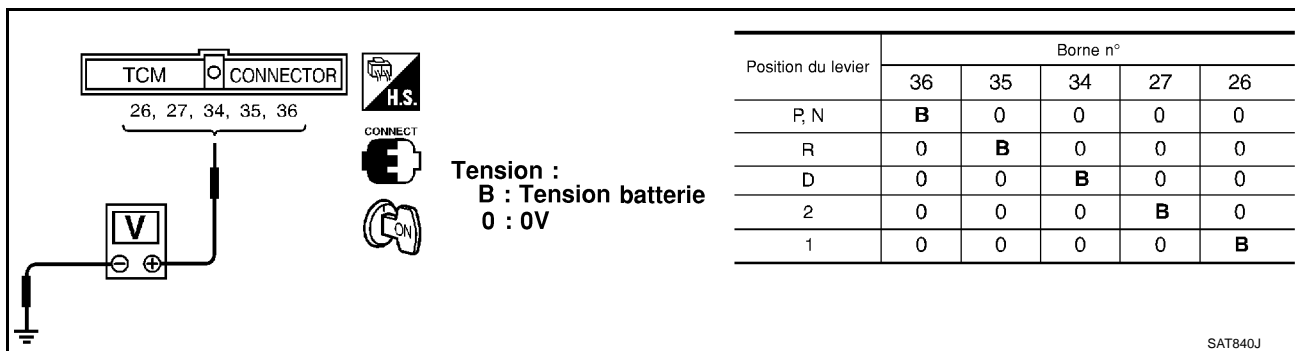 TCM CONNECTOR
26, 27, 34, 35, 36
H.S.
CONNECT
ON
V
Tension :
B : Tension batterie
0 : 0V
Position du levier Borne n°
36 35 34 27 26
P, N B 0 0 0 0
R 0 B 0 0 0
D 0 0 B 0 0
2 0 0 0 B 0
1 0 0 0 0 B
SAT840J